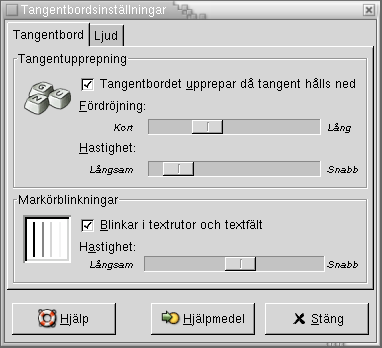 Tangentbordsinställningar
Tangentbord Ljud
Tangentupprepning
Tangentbordet upprepar då tangent hålls ned
Fördröjning:
Kort Lång
Hastighet:
Långsam Snabb
Markörblinkningar
Blinkar i textrutor och textfält
Hastighet:
Långsam Snabb
Hjälp Hjälpmedel Stäng